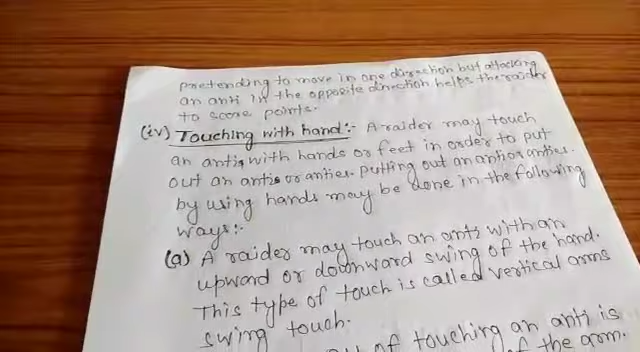 pretending to move in one direction but attacking
an anti in the opposite direction helps the raider
to score points.
(iv) Touching with hand:- A raider may touch
an antis with hands or feet in order to put
out an antis or anties. Putting out an anti or anties.
by using hands may be done in the following
ways:-
(a) A raider may touch an anti with an
upward or downward swing of the hand.
This type of touch is called vertical arms
swing touch.
of touching an anti is
the arm.